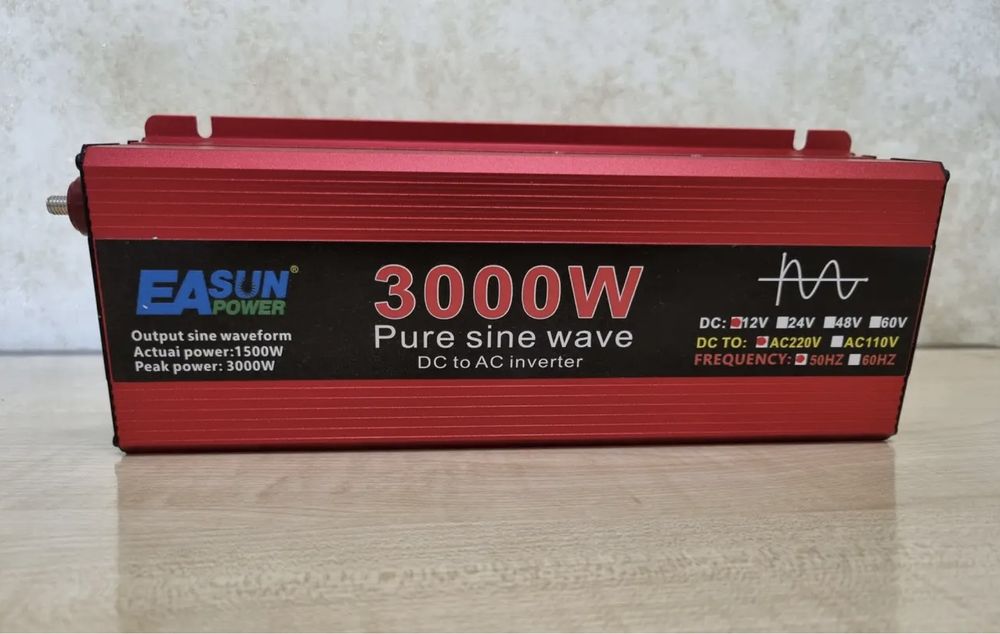 EASUN®
POWER
Output sine waveform
Actuai power:1500W
Peak power: 3000W
3000W
Pure sine wave
DC to AC inverter
DC: 12V 24V 48V 60V
DC TO: AC220V AC110V
FREQUENCY: 50HZ 60HZ